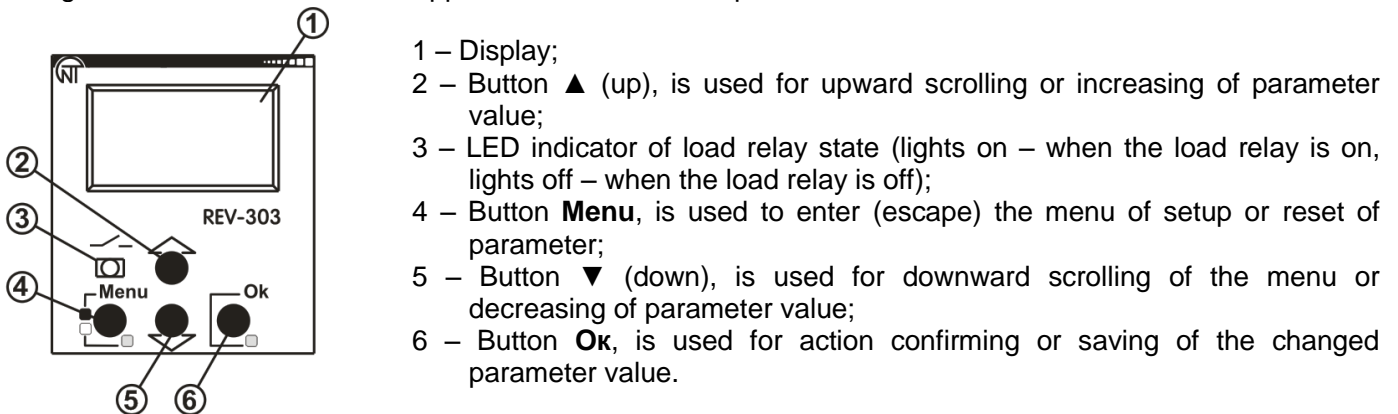 1
NT
REV-303
2
3
4
Menu
Ok
5
6
1 – Display;
2 – Button ▲ (up), is used for upward scrolling or increasing of parameter
value;
3 – LED indicator of load relay state (lights on – when the load relay is on,
lights off – when the load relay is off);
4 – Button Menu, is used to enter (escape) the menu of setup or reset of
parameter;
5 – Button ▼ (down), is used for downward scrolling of the menu or
decreasing of parameter value;
6 – Button Ок, is used for action confirming or saving of the changed
parameter value.